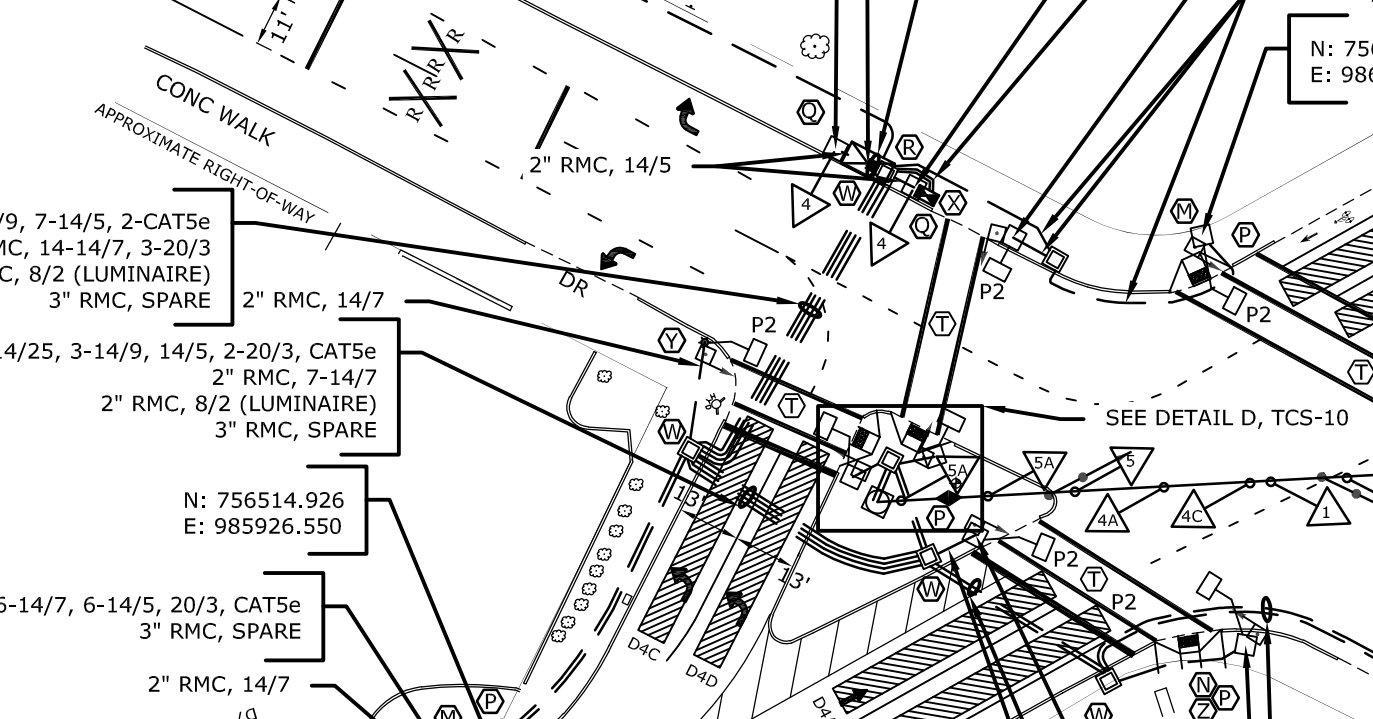 11'
R
R
R
R
CONC WALK
APPROXIMATE RIGHT-OF-WAY
Q
R
2" RMC, 14/5
W
X
Q
4
4
M
P
N: 756
E: 986
/9, 7-14/5, 2-CAT5e
MC, 14-14/7, 3-20/3
C, 8/2 (LUMINAIRE)
3" RMC, SPARE
2" RMC, 14/7
DR
P2
P2
P2
T
Y
T
T
14/25, 3-14/9, 14/5, 2-20/3, CAT5e
2" RMC, 7-14/7
2" RMC, 8/2 (LUMINAIRE)
3" RMC, SPARE
SEE DETAIL D, TCS-10
W
5A
5A
5
4A
4C
1
P
N: 756514.926
E: 985926.550
13'
13'
P2
T
P2
W
6-14/7, 6-14/5, 20/3, CAT5e
3" RMC, SPARE
D4C
D4D
2" RMC, 14/7
M
P
W
N
P
Z